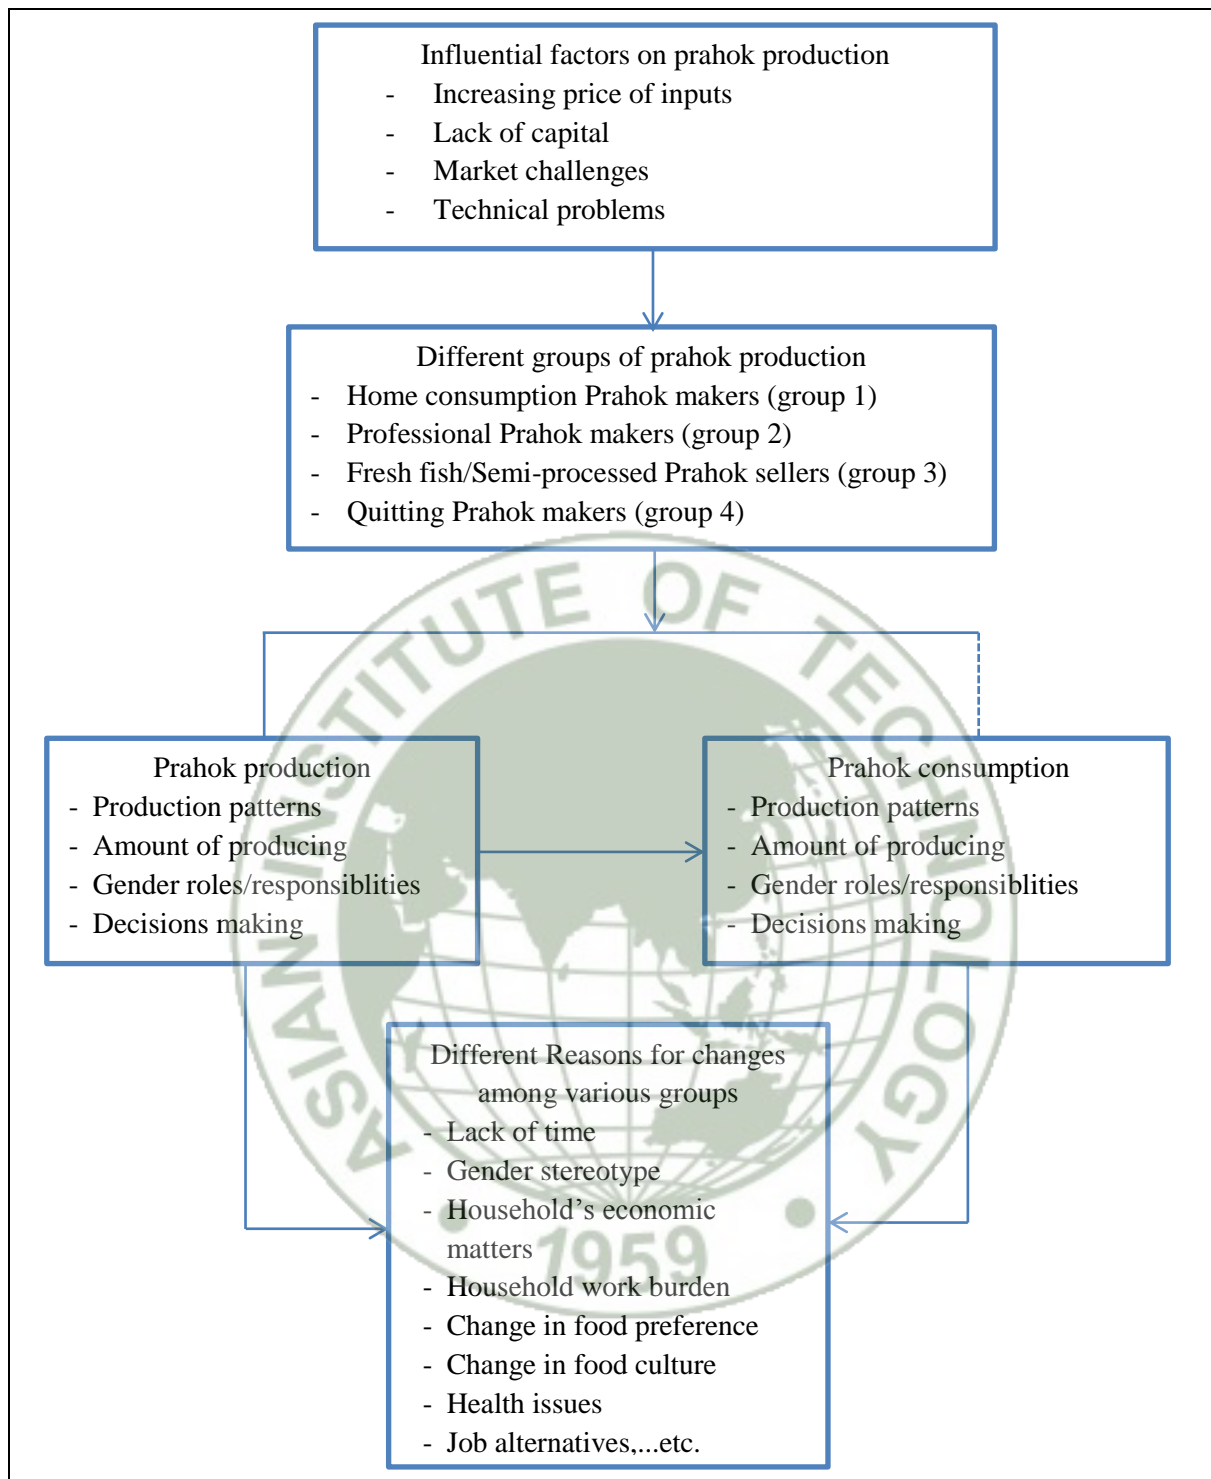 Influential factors on prahok production
- Increasing price of inputs
- Lack of capital
- Market challenges
- Technical problems
Different groups of prahok production
- Home consumption Prahok makers (group 1)
- Professional Prahok makers (group 2)
- Fresh fish/Semi-processed Prahok sellers (group 3)
- Quitting Prahok makers (group 4)
Prahok production
- Production patterns
- Amount of producing
- Gender roles/responsiblities
- Decisions making
Prahok consumption
- Production patterns
- Amount of producing
- Gender roles/responsiblities
- Decisions making
Different Reasons for changes
among various groups
- Lack of time
- Gender stereotype
- Household’s economic
matters
- Household work burden
- Change in food preference
- Change in food culture
- Health issues
- Job alternatives,...etc.
ASIAN INSTITUTE OF TECHNOLOGY
1959